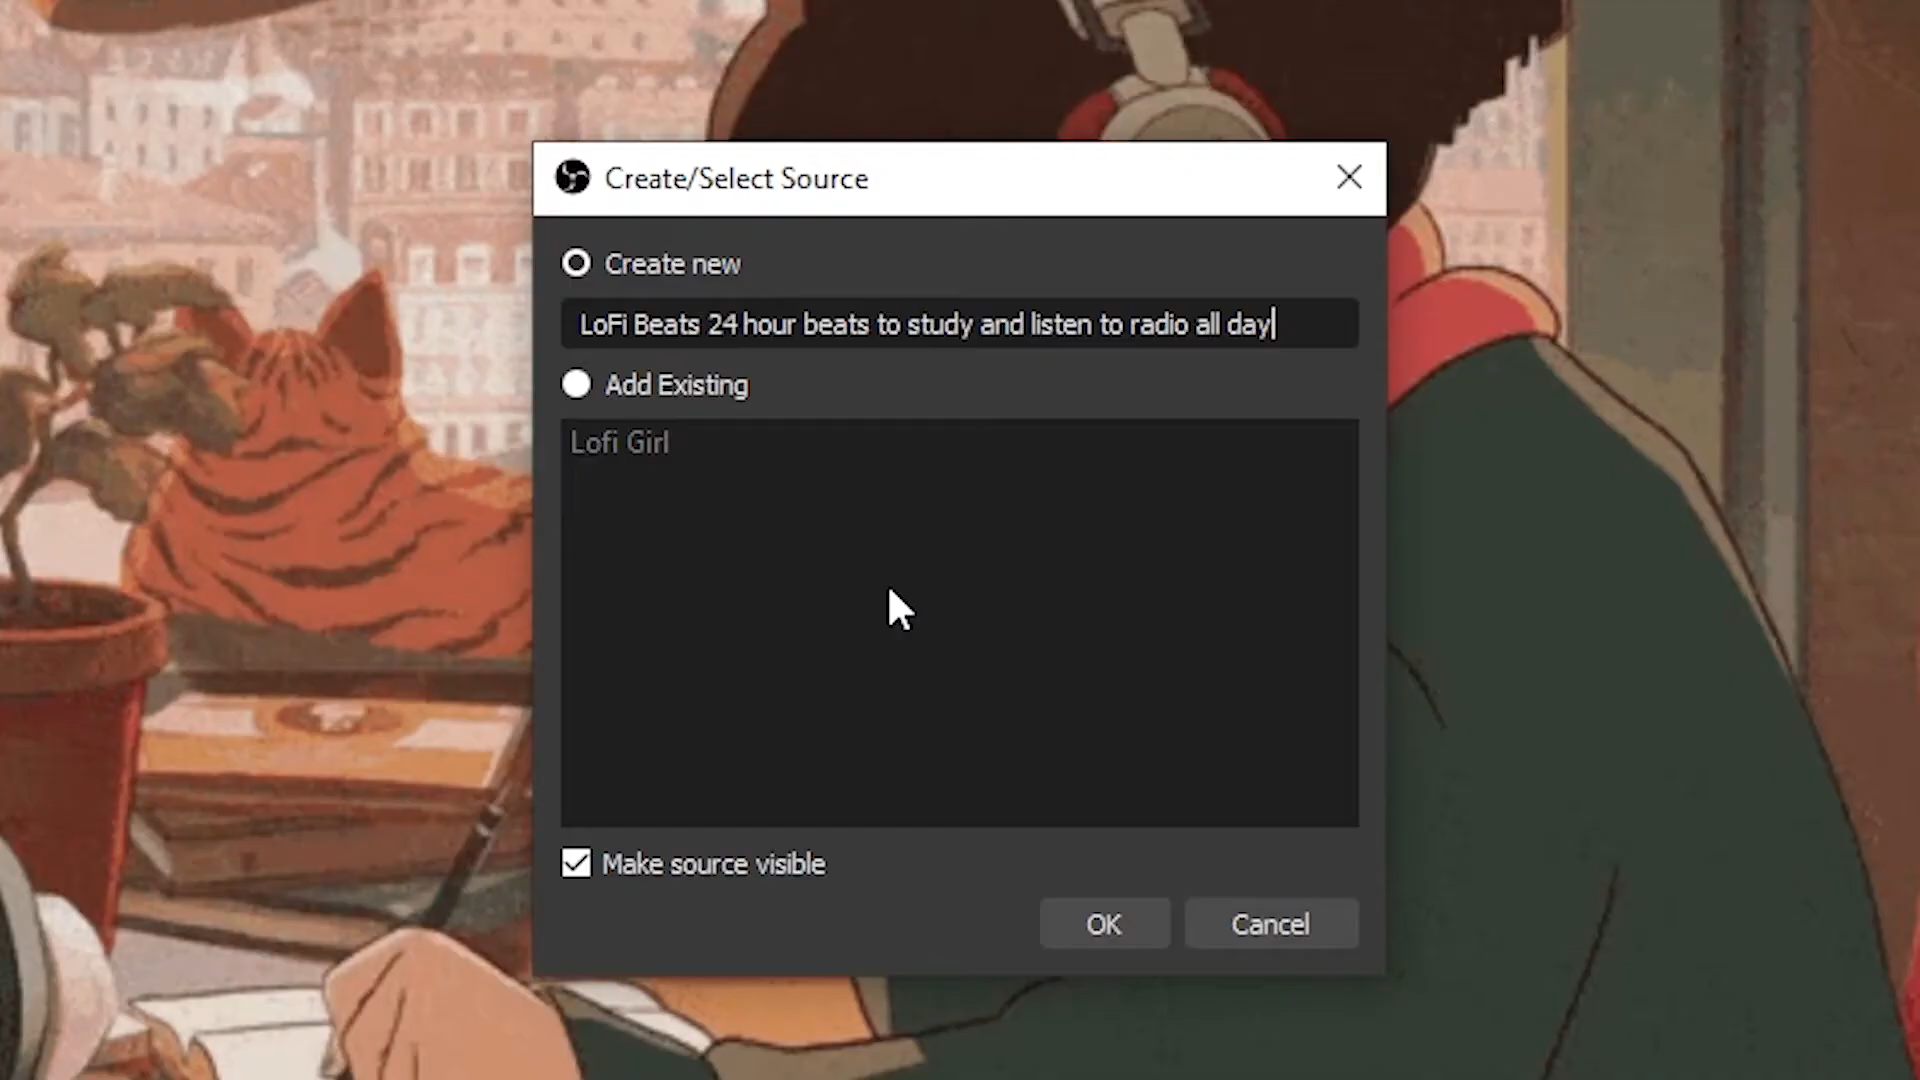 Create/Select Source
Create new
LoFi Beats 24 hour beats to study and listen to radio all day
Add Existing
Lofi Girl
Make source visible
OK
Cancel